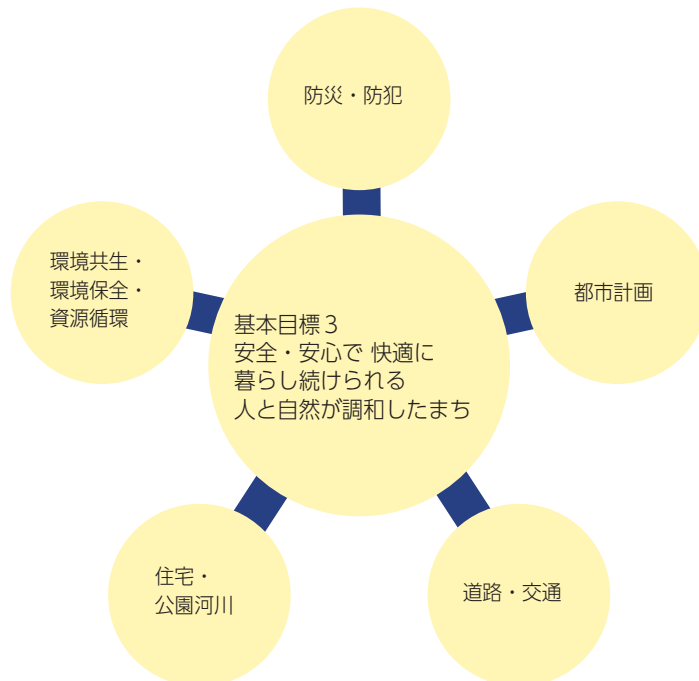 防災・防犯
環境共生・
環境保全・
資源循環
都市計画
基本目標３
安全・安心で 快適に
暮らし続けられる
人と自然が調和したまち
住宅・
公園河川
道路・交通